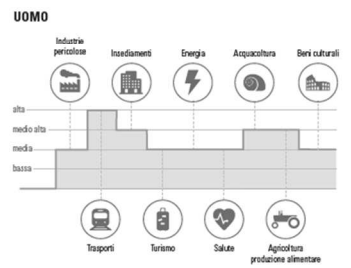 UOMO
Industrie
pericolose
Insediamenti
Energia
Acquacoltura
Beni culturali
alta
medio alta
media
bassa
Trasporti
Turismo
Salute
Agricoltura
produzione alimentare